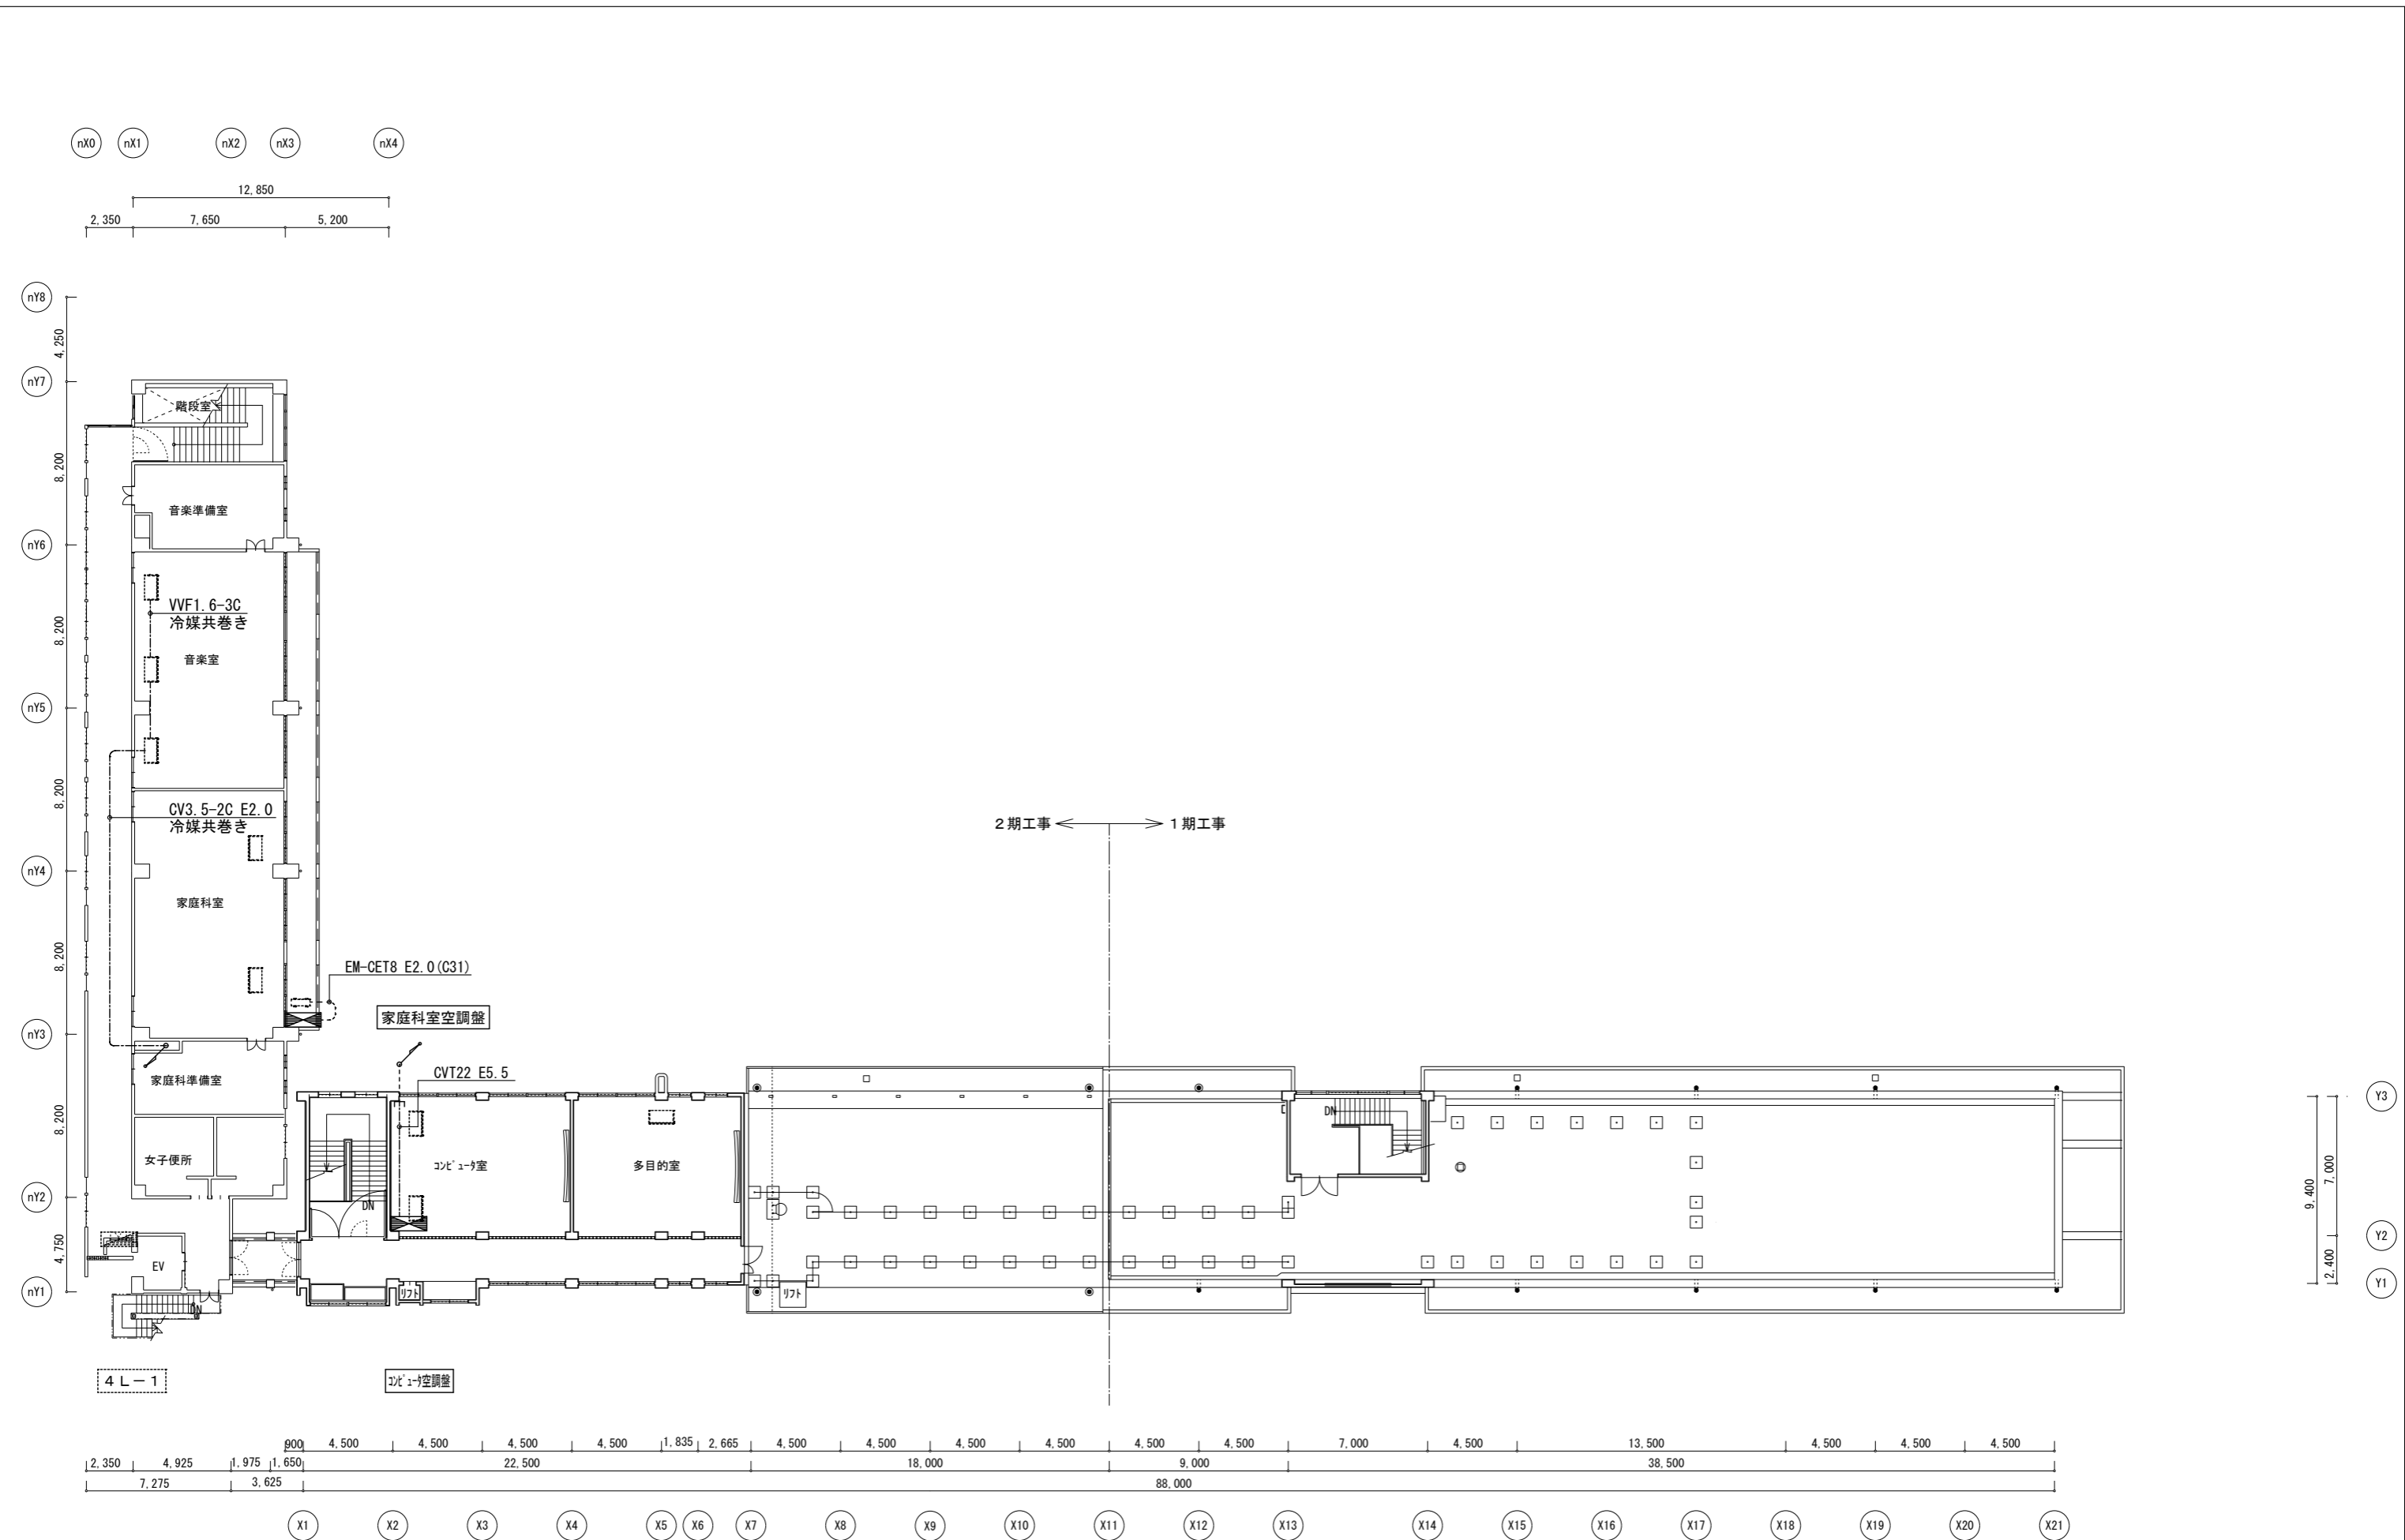 nX0 nX1 nX2 nX3 nX4
12,850
2,350 7,650 5,200
nY8
4,250
nY7
階段室
8,200
音楽準備室
nY6
VVF1.6-3C
冷媒共巻き
8,200
音楽室
nY5
8,200
CV3.5-2C E2.0
冷媒共巻き
2期工事 1期工事
nY4
家庭科室
8,200
EM-CET8 E2.0(C31)
家庭科室空調盤
nY3
家庭科準備室
CVT22 E5.5
8,200
女子便所
コンピュータ室
多目的室
DN
DN
Y3
7,000
9,400
nY2
4,750
EV
Y2
2,400
nY1
リフト
リフト
Y1
DN
4L-1
コンピュータ空調盤
900 4,500 4,500 4,500 4,500 1,835 2,665 4,500 4,500 4,500 4,500 4,500 4,500 7,000 4,500 13,500 4,500 4,500 4,500
2,350 4,925 1,975 1,650 22,500 18,000 9,000 38,500
7,275 3,625 88,000
X1 X2 X3 X4 X5 X6 X7 X8 X9 X10 X11 X12 X13 X14 X15 X16 X17 X18 X19 X20 X21